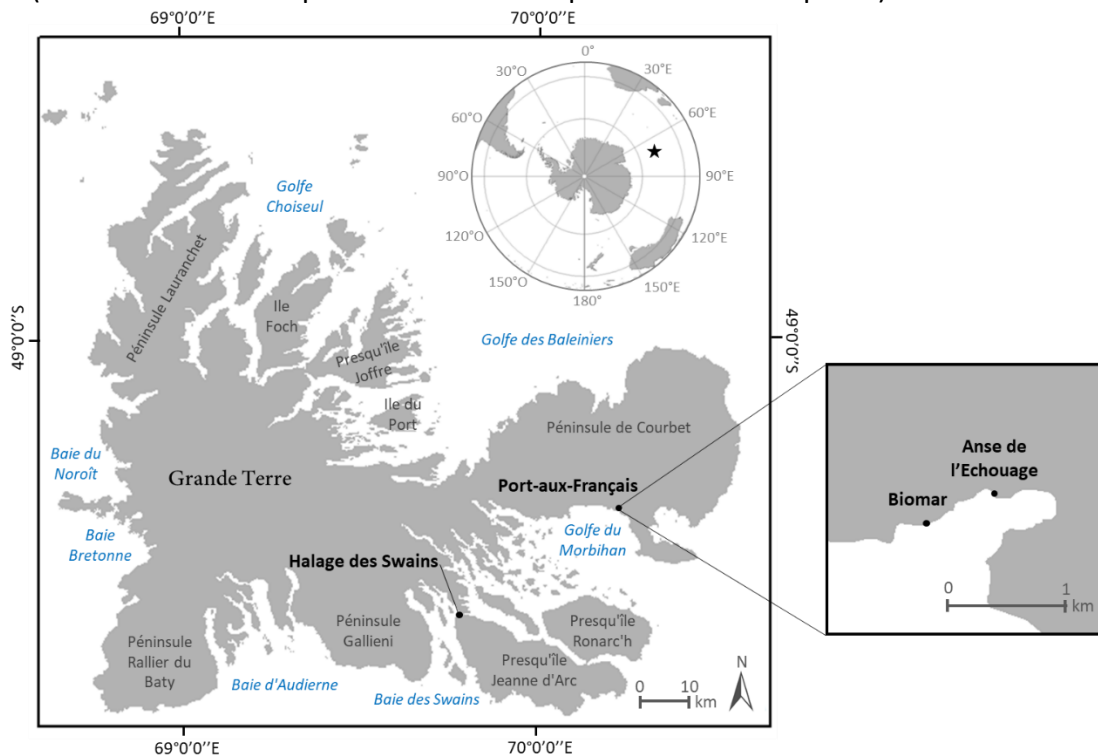 69°0'0''E
70°0'0''E
0°
30°O
30°E
60°O
60°E
90°O
90°E
120°O
120°E
150°O
150°E
180°
Golfe
Choiseul
Péninsule Lauranchet
Ile
Foch
49°0'0''S
49°0'0''S
Golfe des Baleiniers
Presqu'île
Joffre
Ile du
Port
Péninsule de Courbet
Baie du
Noroît
Grande Terre
Port-aux-Français
Anse de
l'Echouage
Biomar
Baie
Bretonne
Golfe du
Morbihan
Halage des Swains
0 1
km
Péninsule
Rallier du
Baty
Péninsule
Gallieni
Presqu'île
Ronarc'h
Presqu'île
Jeanne d'Arc
Baie d'Audierne
Baie des Swains
0 10
km
N
69°0'0''E
70°0'0''E